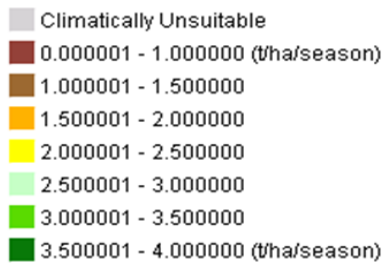 Climatically Unsuitable
0.000001 - 1.000000 (t/ha/season)
1.000001 - 1.500000
1.500001 - 2.000000
2.000001 - 2.500000
2.500001 - 3.000000
3.000001 - 3.500000
3.500001 - 4.000000 (t/ha/season)